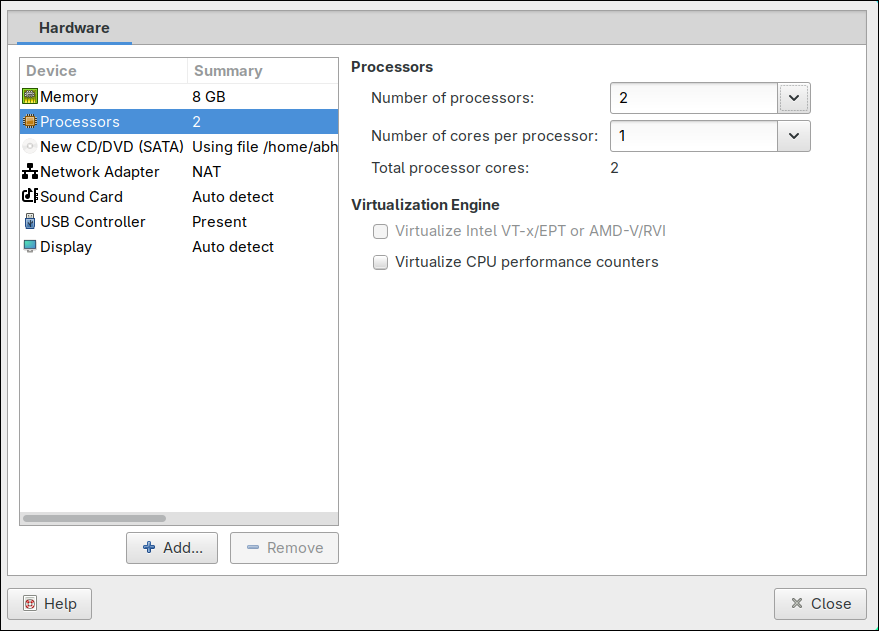 Hardware
Device Summary
Memory 8 GB
Processors 2
New CD/DVD (SATA) Using file /home/abh
Network Adapter NAT
Sound Card Auto detect
USB Controller Present
Display Auto detect
Add... Remove
Processors
Number of processors: 2
Number of cores per processor: 1
Total processor cores: 2
Virtualization Engine
Virtualize Intel VT-x/EPT or AMD-V/RVI
Virtualize CPU performance counters
Help Close